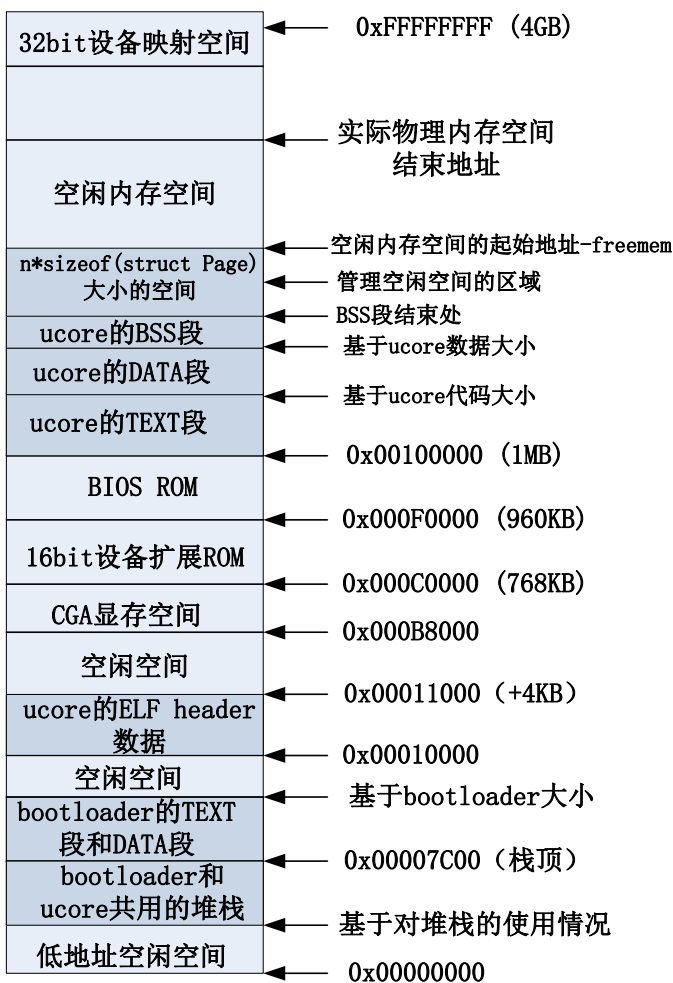 32bit设备映射空间
0xFFFFFFFF (4GB)
实际物理内存空间
结束地址
空闲内存空间
空闲内存空间的起始地址-freemem
n*sizeof(struct Page)
大小的空间
管理空闲空间的区域
BSS段结束处
ucore的BSS段
基于ucore数据大小
ucore的DATA段
基于ucore代码大小
ucore的TEXT段
0x00100000 (1MB)
BIOS ROM
0x000F0000 (960KB)
16bit设备扩展ROM
0x000C0000 (768KB)
CGA显存空间
0x000B8000
空闲空间
0x00011000（+4KB）
ucore的ELF header
数据
0x00010000
空闲空间
基于bootloader大小
bootloader的TEXT
段和DATA段
0x00007C00（栈顶）
bootloader和
ucore共用的堆栈
基于对堆栈的使用情况
低地址空闲空间
0x00000000